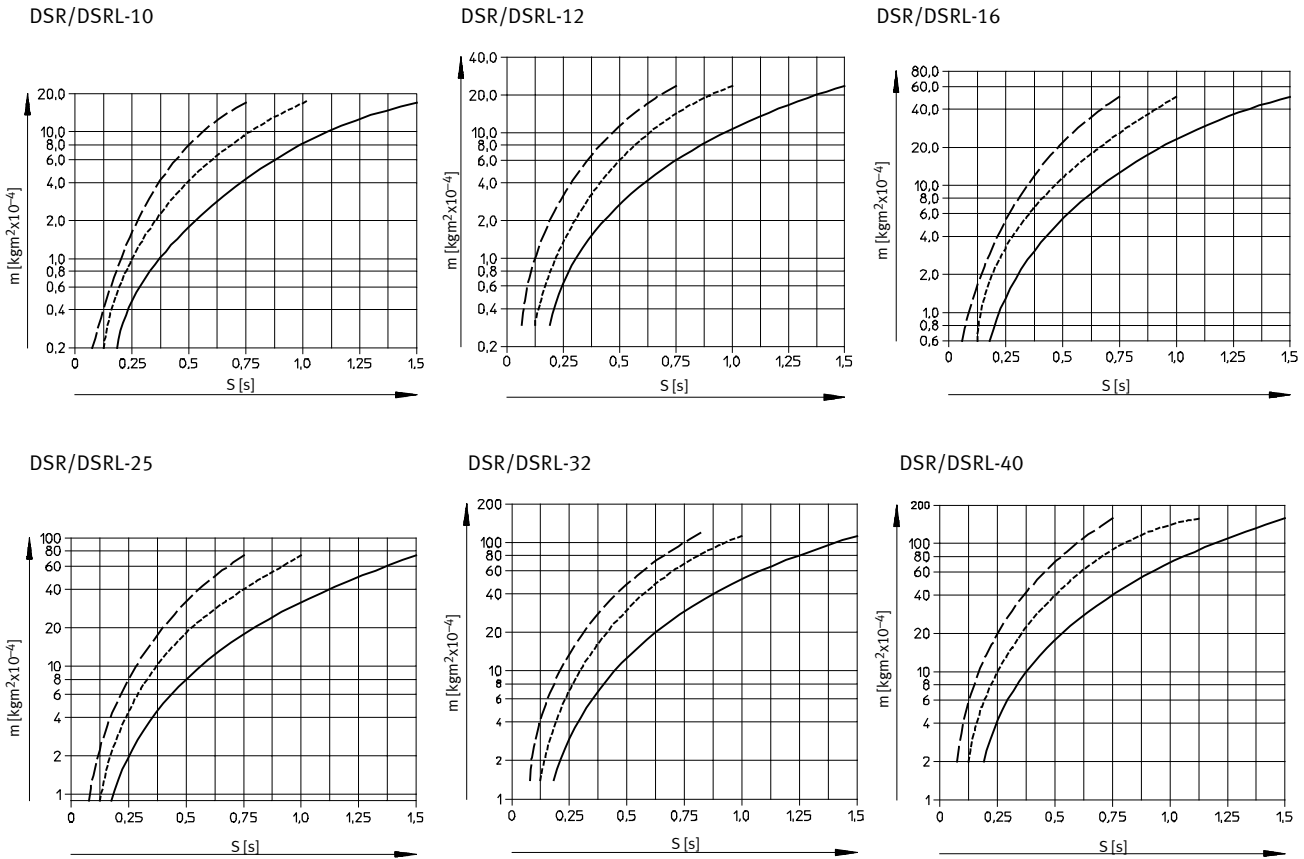 DSR/DSRL-10
20,0
10,0
8,0
6,0
4,0
2,0
1,0
0,8
0,6
0,4
0,2
m [kgm²x10⁻⁴]
0 0,25 0,5 0,75 1,0 1,25 1,5
S [s]
DSR/DSRL-12
40,0
20,0
10,0
8,0
6,0
4,0
2,0
1,0
0,8
0,6
0,4
0,2
m [kgm²x10⁻⁴]
0 0,25 0,5 0,75 1,0 1,25 1,5
S [s]
DSR/DSRL-16
80,0
60,0
40,0
20,0
10,0
8,0
6,0
4,0
2,0
1,0
0,8
0,6
m [kgm²x10⁻⁴]
0 0,25 0,5 0,75 1,0 1,25 1,5
S [s]
DSR/DSRL-25
100
80
60
40
20
10
8
6
4
2
1
m [kgm²x10⁻⁴]
0 0,25 0,5 0,75 1,0 1,25 1,5
S [s]
DSR/DSRL-32
200
100
80
60
40
20
10
8
6
4
2
1
m [kgm²x10⁻⁴]
0 0,25 0,5 0,75 1,0 1,25 1,5
S [s]
DSR/DSRL-40
200
100
80
60
40
20
10
8
6
4
2
1
m [kgm²x10⁻⁴]
0 0,25 0,5 0,75 1,0 1,25 1,5
S [s]